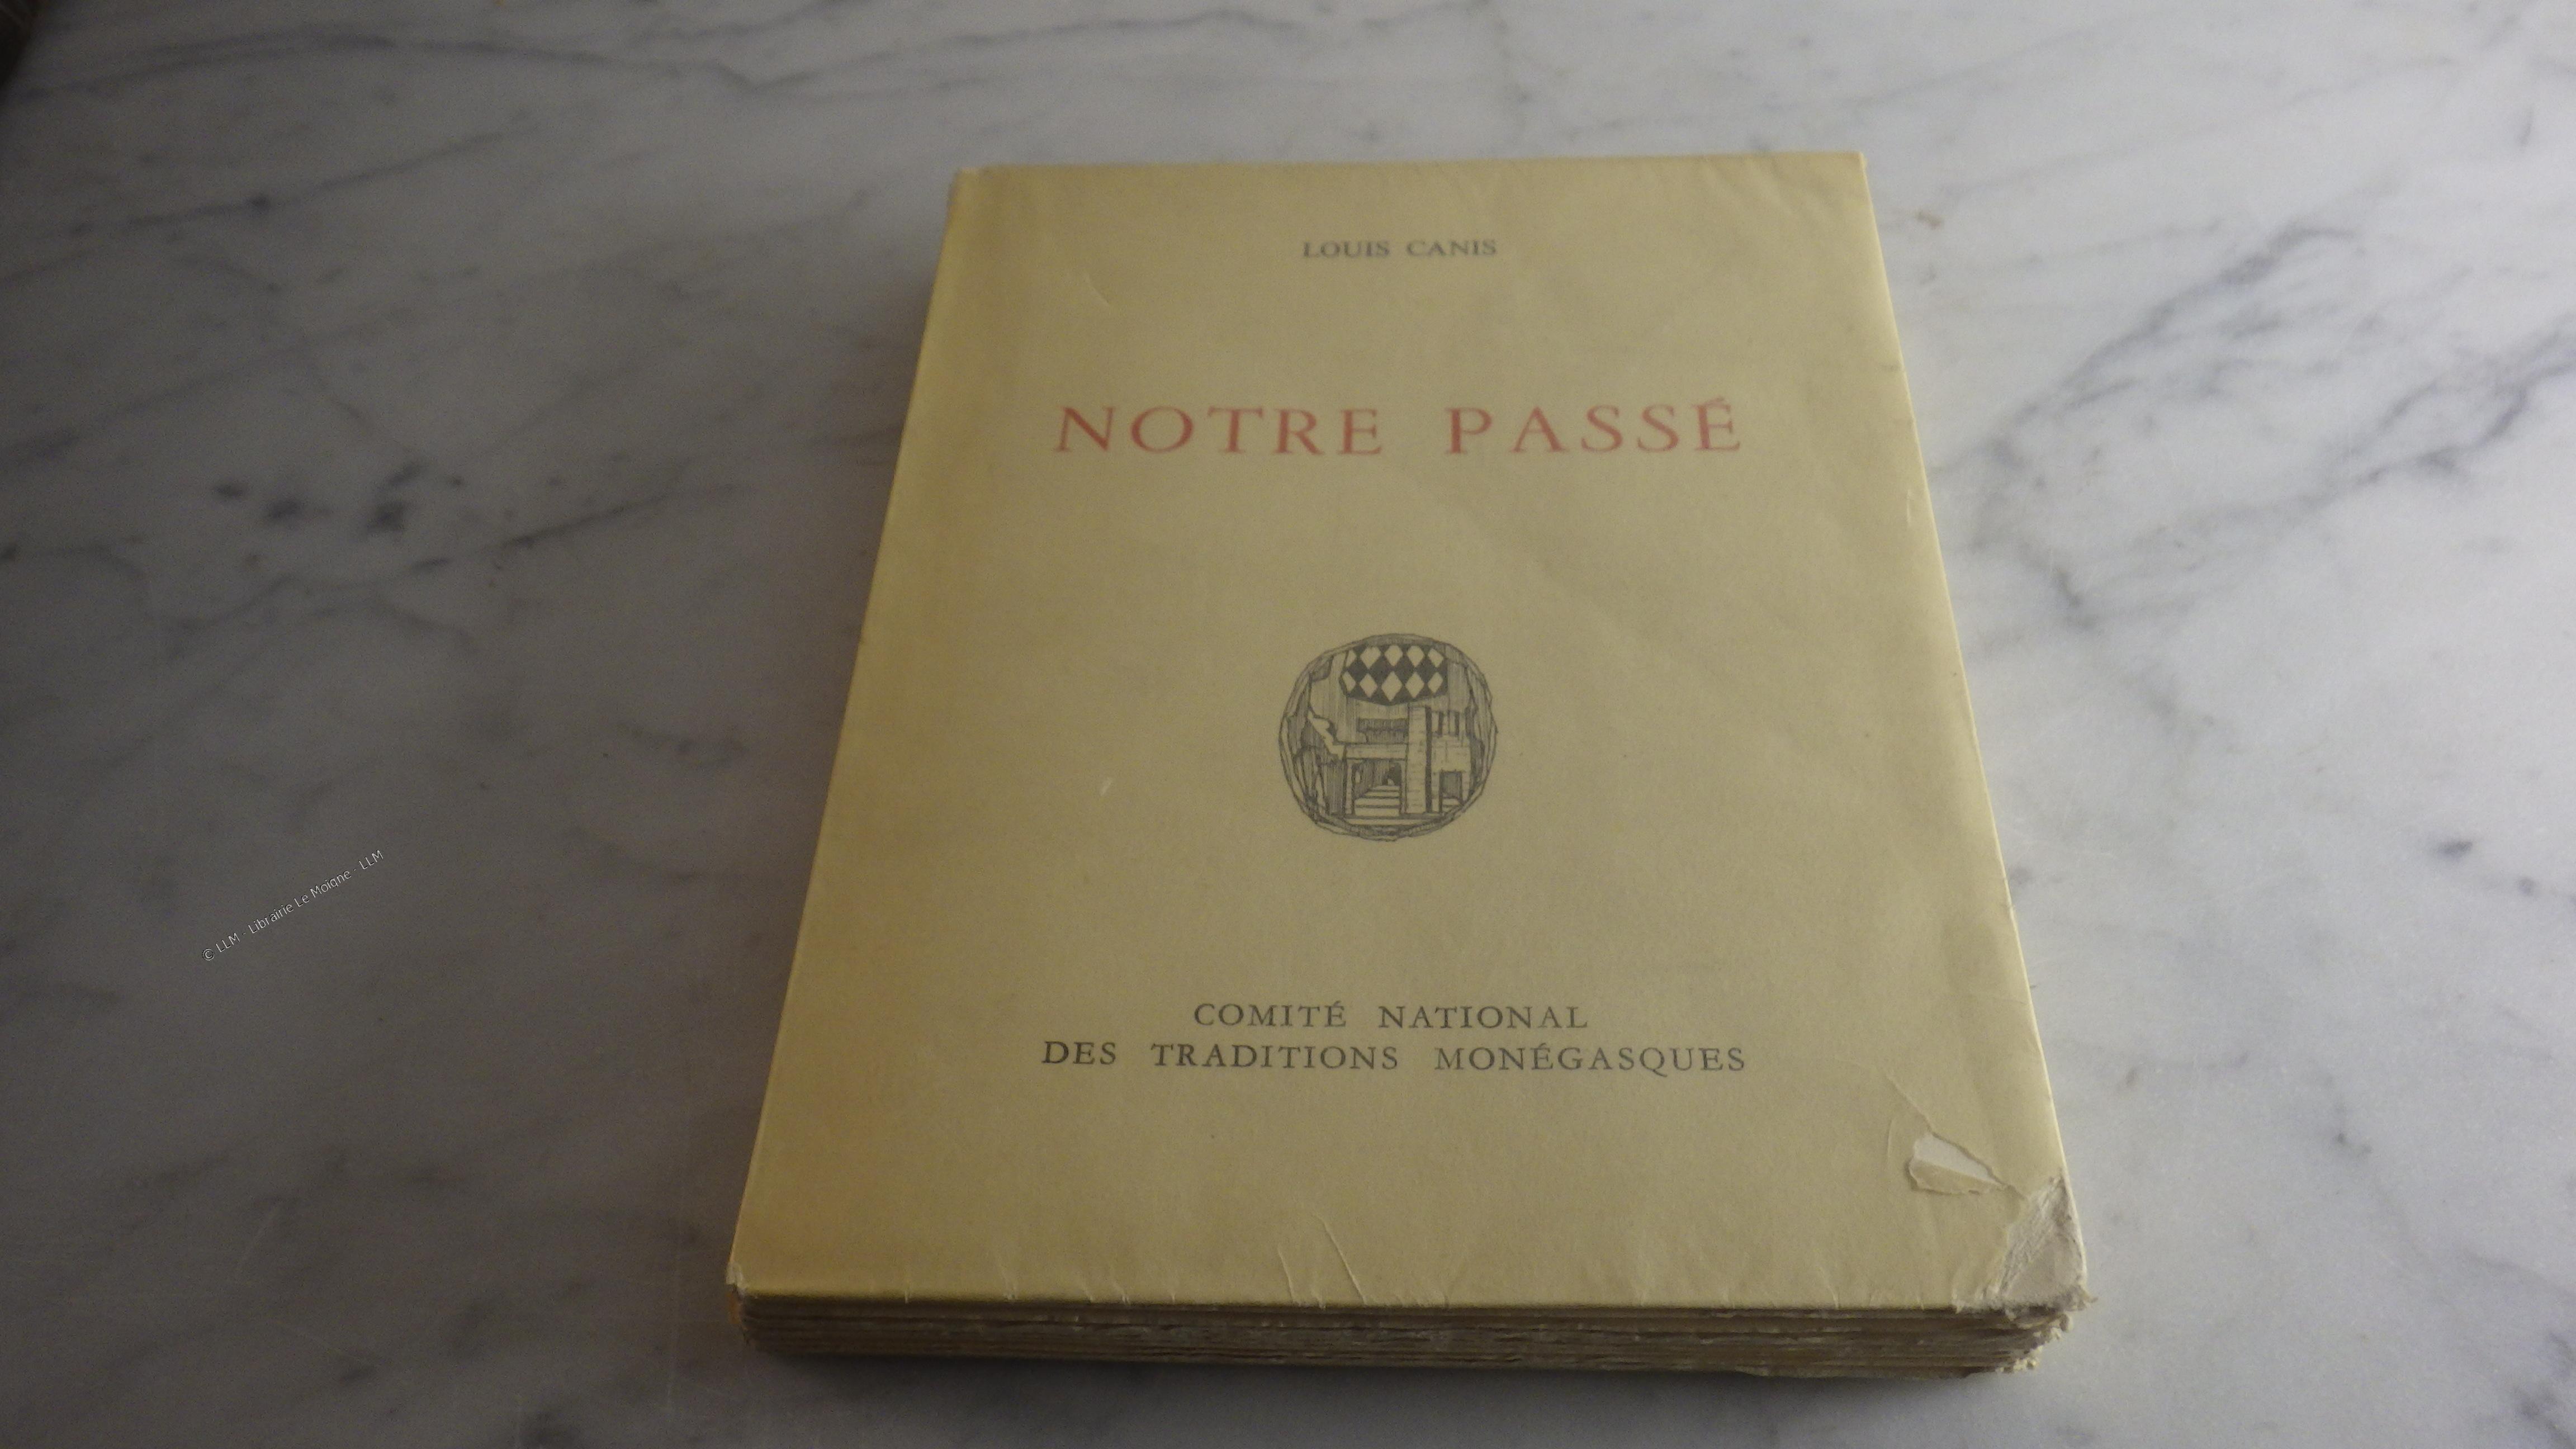 LOUIS CANIS
NOTRE PASSÉ
COMITÉ NATIONAL
DES TRADITIONS MONÉGASQUES
© LLM - Librairie Le Moigne - LLM